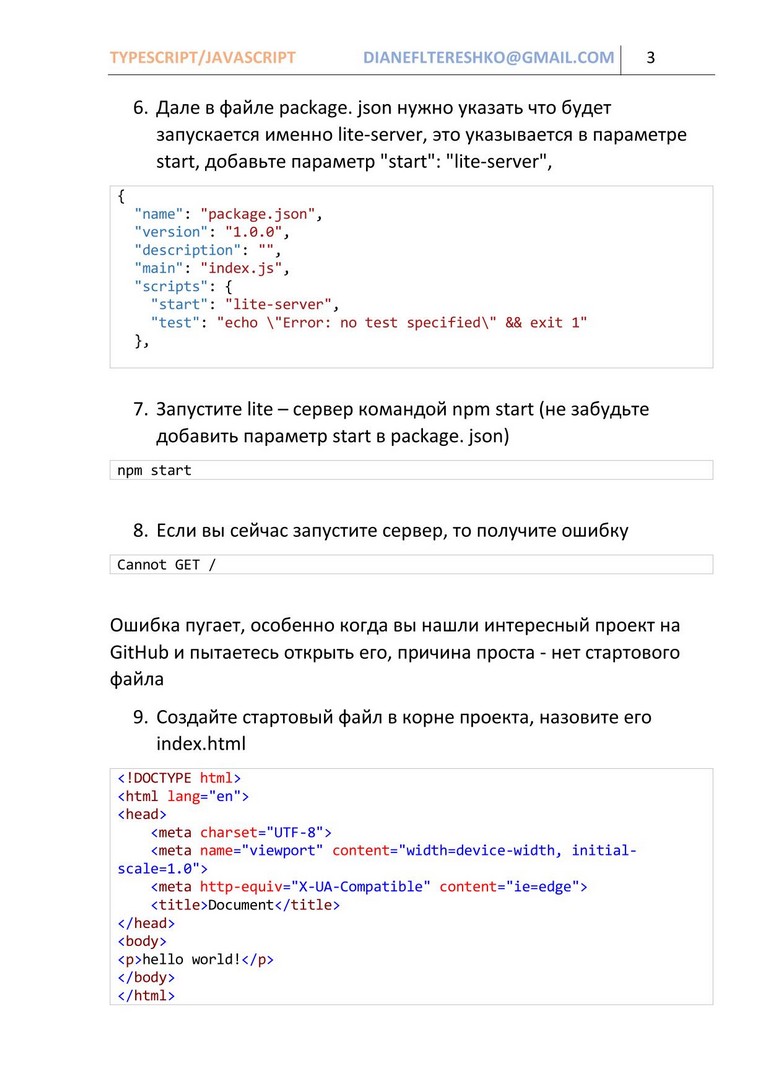 TYPESCRIPT/JAVASCRIPT DIANEFLTERESHKO@GMAIL.COM 3
6. Дале в файле package. json нужно указать что будет
запускается именно lite-server, это указывается в параметре
start, добавьте параметр "start": "lite-server",
{
  "name": "package.json",
  "version": "1.0.0",
  "description": "",
  "main": "index.js",
  "scripts": {
    "start": "lite-server",
    "test": "echo \"Error: no test specified\" && exit 1"
  },
7. Запустите lite – сервер командой npm start (не забудьте
добавить параметр start в package. json)
npm start
8. Если вы сейчас запустите сервер, то получите ошибку
Cannot GET /
Ошибка пугает, особенно когда вы нашли интересный проект на
GitHub и пытаетесь открыть его, причина проста - нет стартового
файла
9. Создайте стартовый файл в корне проекта, назовите его
index.html
<!DOCTYPE html>
<html lang="en">
<head>
    <meta charset="UTF-8">
    <meta name="viewport" content="width=device-width, initial-
scale=1.0">
    <meta http-equiv="X-UA-Compatible" content="ie=edge">
    <title>Document</title>
</head>
<body>
<p>hello world!</p>
</body>
</html>